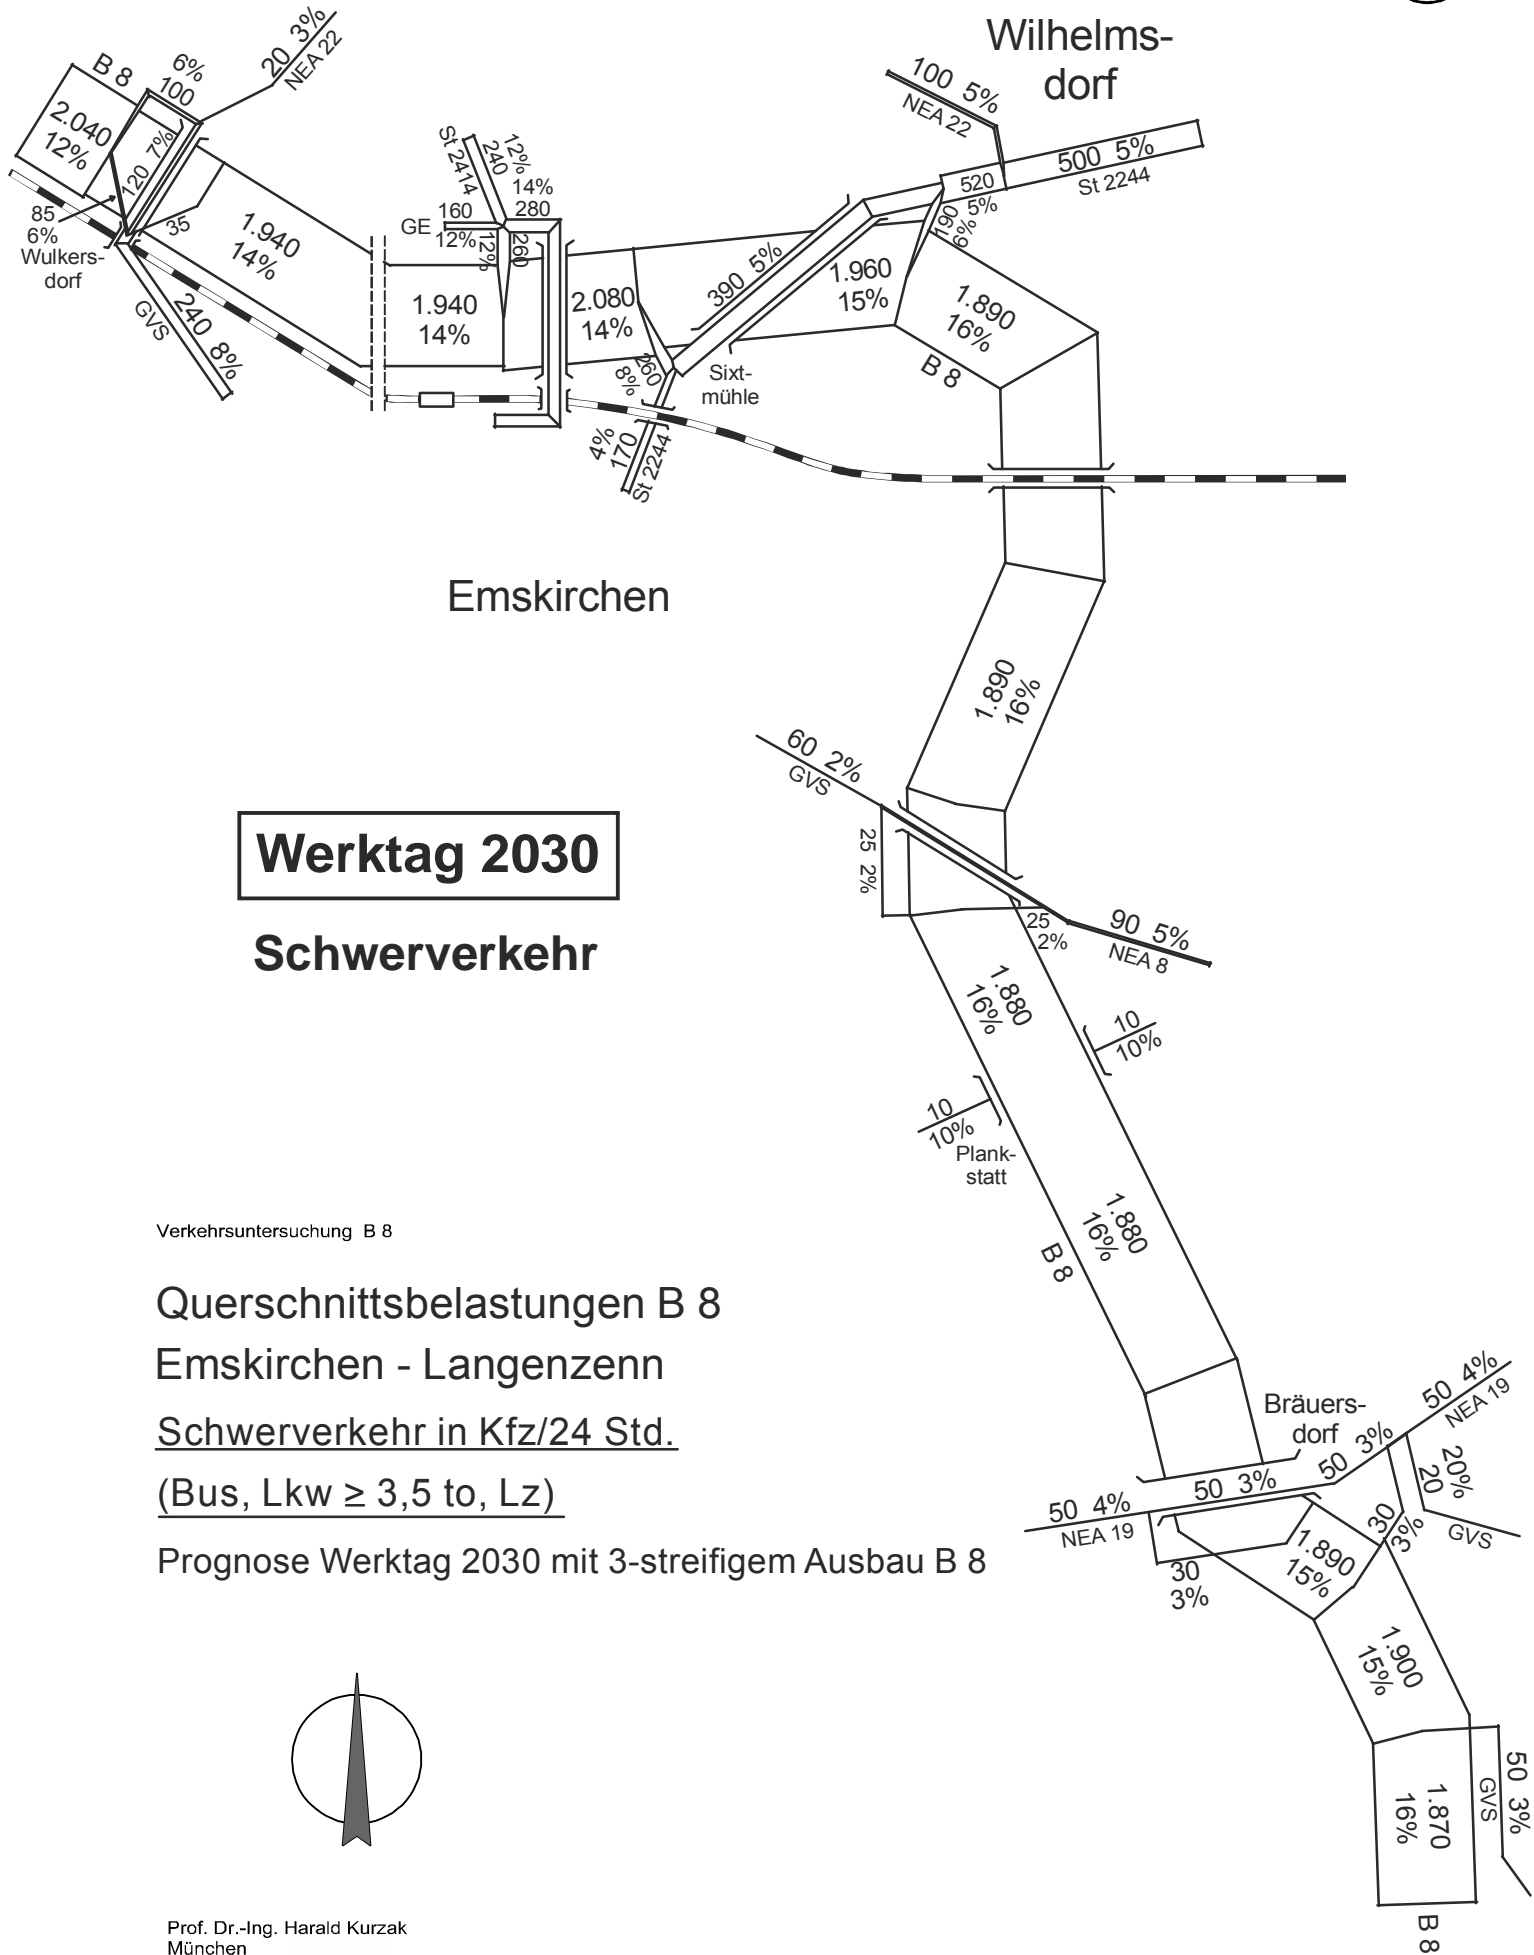 Wilhelms-
dorf
B 8
2.040
12%
6%
100
20 3%
NEA 22
120 7%
85
6%
Wulkers-
dorf
35
GVS
240 8%
1.940
14%
St 2414
240
12%
14%
280
GE
160
12%
12%
260
1.940
14%
2.080
14%
390 5%
260
8%
Sixt-
mühle
4%
170
St 2244
100 5%
NEA 22
520
5%
500 5%
St 2244
190
6%
1.960
15%
1.890
16%
B 8
Emskirchen
1.890
16%
60 2%
GVS
25 2%
25
2%
90 5%
NEA 8
Werktag 2030
Schwerverkehr
1.880
16%
10
10%
10
10%
Plank-
statt
1.880
16%
B 8
Verkehrsuntersuchung B 8
Querschnittsbelastungen B 8
Emskirchen - Langenzenn
Schwerverkehr in Kfz/24 Std.
(Bus, Lkw ≥ 3,5 to, Lz)
Prognose Werktag 2030 mit 3-streifigem Ausbau B 8
Bräuers-
dorf
50 4%
NEA 19
50 3%
50 3%
50 4%
NEA 19
20%
20
GVS
30
3%
30
3%
1.890
15%
1.900
15%
1.870
16%
GVS
50 3%
B 8
Prof. Dr.-Ing. Harald Kurzak
München